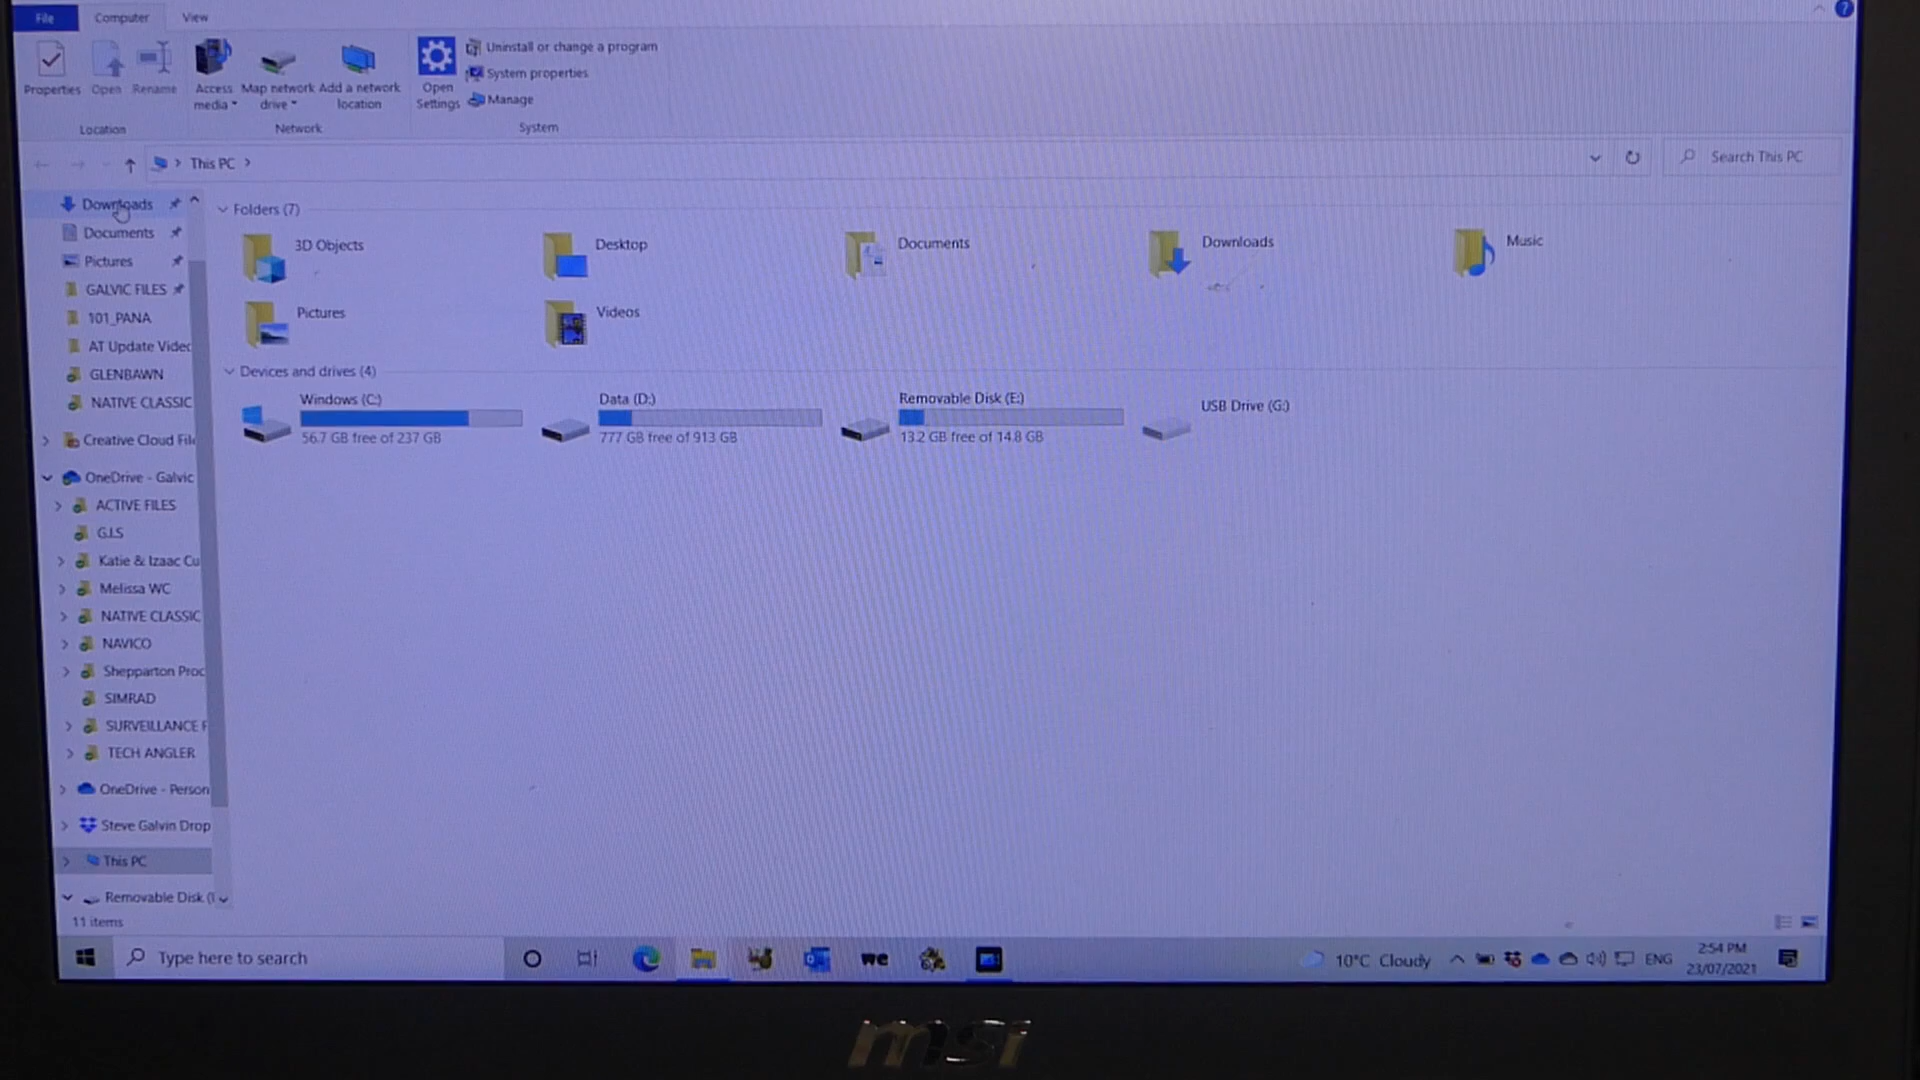 File Computer View
Uninstall or change a program
System properties
Manage
Properties Open Rename Access media Map network drive Add a network location Open Settings
Location Network System
This PC
Search This PC
Downloads
Documents
Pictures
GALVIC FILES
101_PANA
AT Update Videc
GLENBAWN
NATIVE CLASSIC
Creative Cloud File
OneDrive - Galvic
ACTIVE FILES
G.I.S
Katie & Izaac Cu
Melissa WC
NATIVE CLASSIC
NAVICO
Shepparton Proc
SIMRAD
SURVEILLANCE F
TECH ANGLER
OneDrive - Person
Steve Galvin Drop
This PC
Removable Disk (I
11 items
Folders (7)
3D Objects Desktop Documents Downloads Music
Pictures Videos
Devices and drives (4)
Windows (C:) Data (D:) Removable Disk (E:) USB Drive (G:)
56.7 GB free of 237 GB 777 GB free of 913 GB 13.2 GB free of 14.8 GB
Type here to search
we
10°C Cloudy
ENG
2:54 PM
23/07/2021
msi